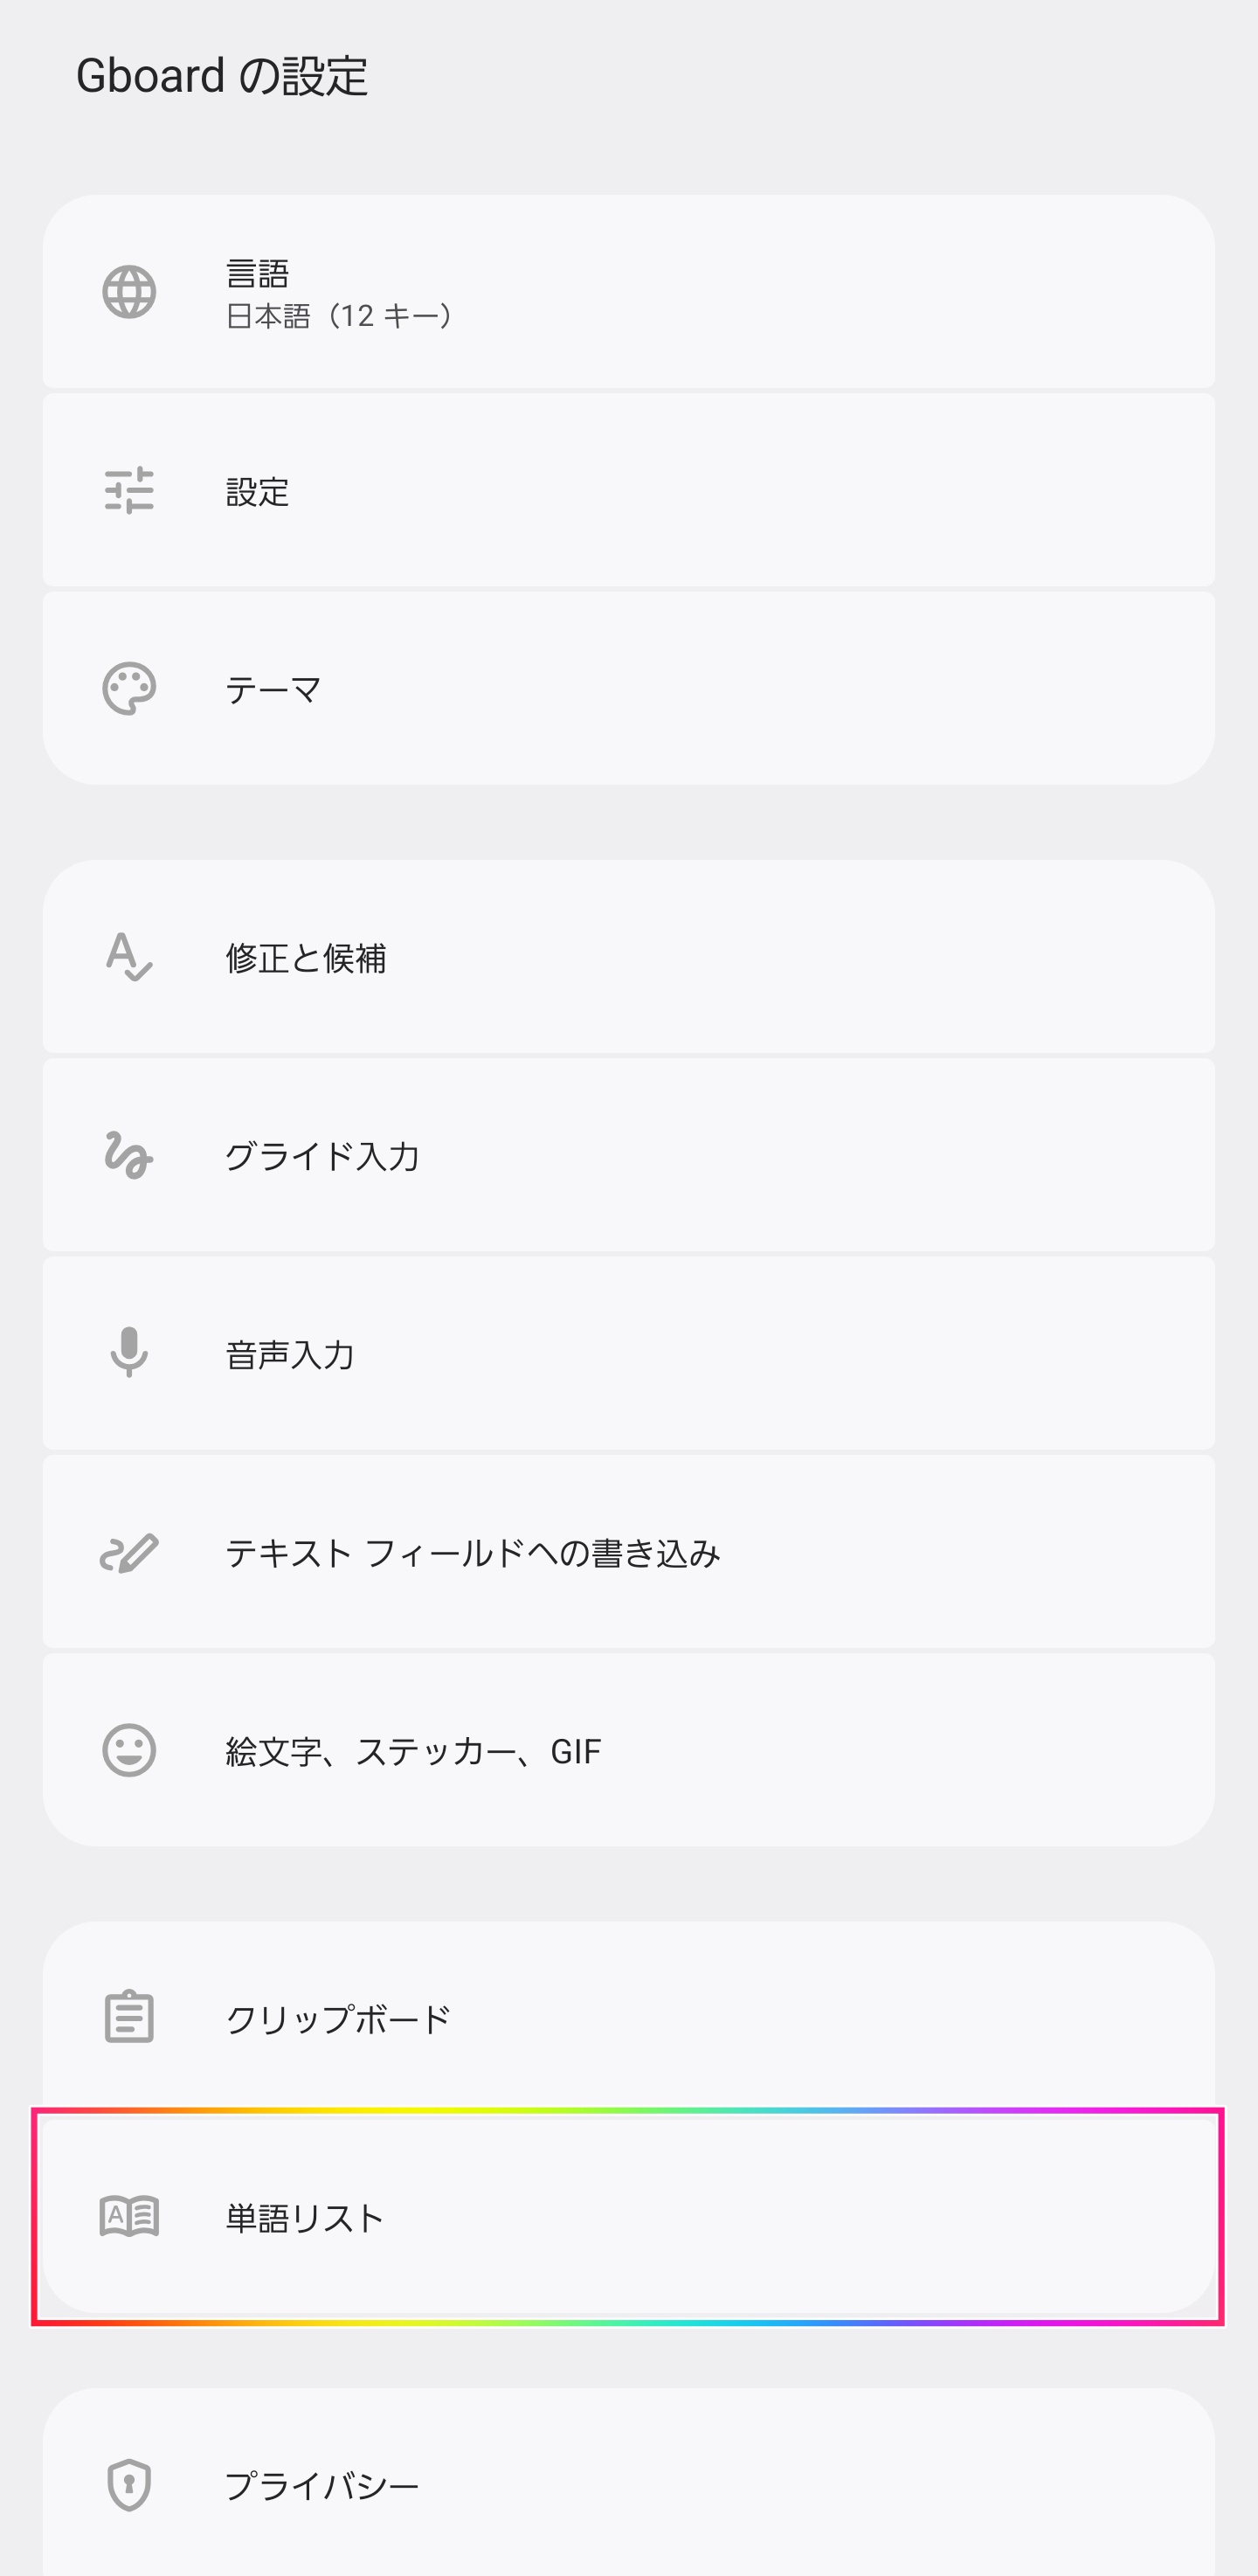 Gboard の設定
言語
日本語（12 キー）
設定
テーマ
修正と候補
グライド入力
音声入力
テキスト フィールドへの書き込み
絵文字、ステッカー、GIF
クリップボード
単語リスト
プライバシー